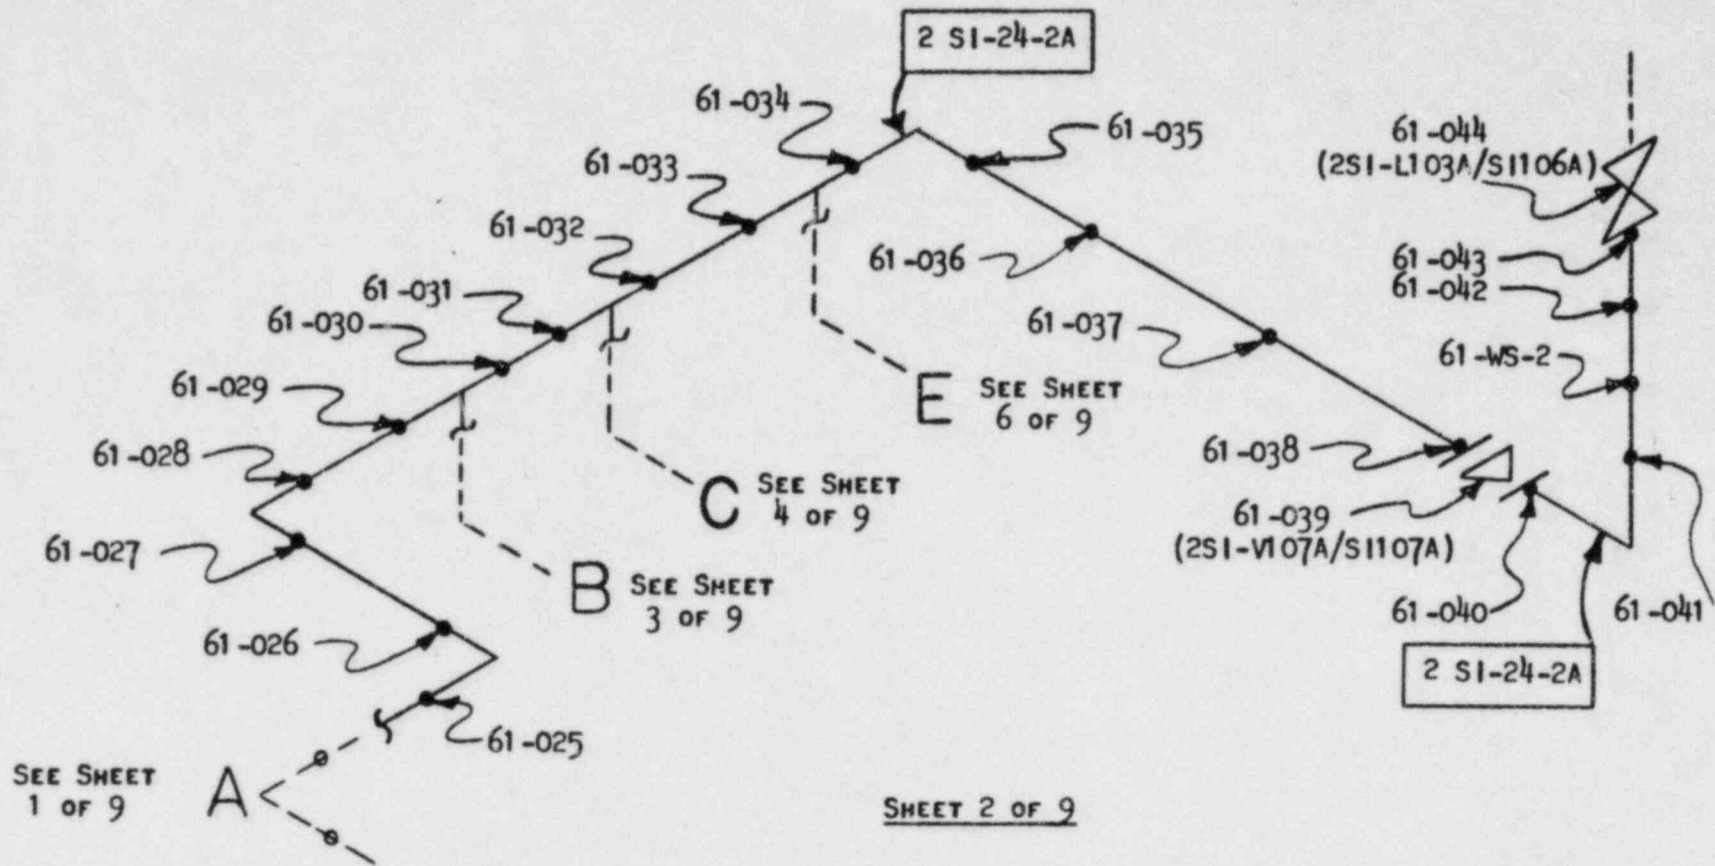 2 SI-24-2A
61-034
61-035
61-044
(2SI-L103A/SI106A)
61-033
61-032
61-036
61-043
61-042
61-031
61-030
61-037
61-WS-2
61-029
E SEE SHEET
6 OF 9
61-028
61-038
C SEE SHEET
4 OF 9
61-039
(2SI-V107A/SI107A)
61-027
B SEE SHEET
3 OF 9
61-040
61-041
61-026
2 SI-24-2A
61-025
SEE SHEET
1 OF 9
A
SHEET 2 OF 9